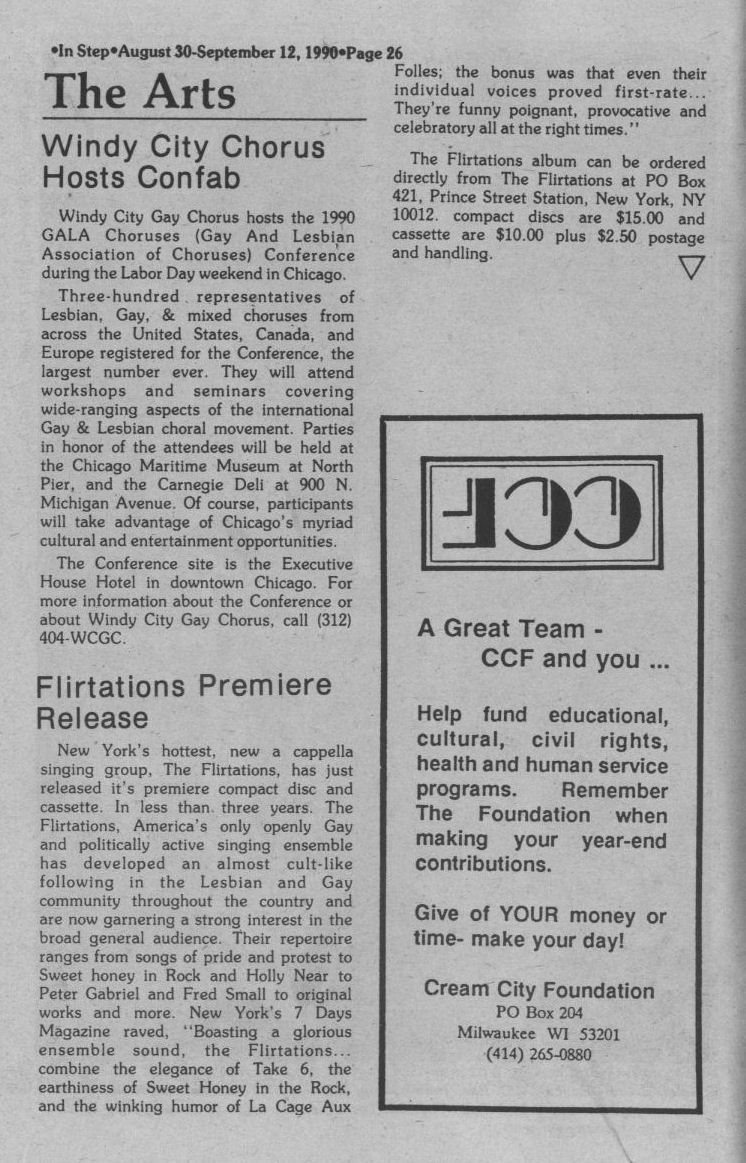 •In Step•August 30-September 12, 1990•Page 26
The Arts
Windy City Chorus
Hosts Confab
Windy City Gay Chorus hosts the 1990
GALA Choruses (Gay And Lesbian
Association of Choruses) Conference
during the Labor Day weekend in Chicago.
Three-hundred representatives of
Lesbian, Gay, & mixed choruses from
across the United States, Canada, and
Europe registered for the Conference, the
largest number ever. They will attend
workshops and seminars covering
wide-ranging aspects of the international
Gay & Lesbian choral movement. Parties
in honor of the attendees will be held at
the Chicago Maritime Museum at North
Pier, and the Carnegie Deli at 900 N.
Michigan Avenue. Of course, participants
will take advantage of Chicago's myriad
cultural and entertainment opportunities.
The Conference site is the Executive
House Hotel in downtown Chicago. For
more information about the Conference or
about Windy City Gay Chorus, call (312)
404-WCGC.
Flirtations Premiere
Release
New York's hottest, new a cappella
singing group, The Flirtations, has just
released it's premiere compact disc and
cassette. In less than three years. The
Flirtations, America's only openly Gay
and politically active singing ensemble
has developed an almost cult-like
following in the Lesbian and Gay
community throughout the country and
are now garnering a strong interest in the
broad general audience. Their repertoire
ranges from songs of pride and protest to
Sweet honey in Rock and Holly Near to
Peter Gabriel and Fred Small to original
works and more. New York's 7 Days
Magazine raved, "Boasting a glorious
ensemble sound, the Flirtations...
combine the elegance of Take 6, the
earthiness of Sweet Honey in the Rock,
and the winking humor of La Cage Aux
Folles; the bonus was that even their
individual voices proved first-rate...
They're funny poignant, provocative and
celebratory all at the right times."
The Flirtations album can be ordered
directly from The Flirtations at PO Box
421, Prince Street Station, New York, NY
10012. compact discs are $15.00 and
cassette are $10.00 plus $2.50 postage
and handling.
CCF
A Great Team -
CCF and you ...
Help fund educational,
cultural, civil rights,
health and human service
programs. Remember
The Foundation when
making your year-end
contributions.
Give of YOUR money or
time- make your day!
Cream City Foundation
PO Box 204
Milwaukee WI 53201
(414) 265-0880